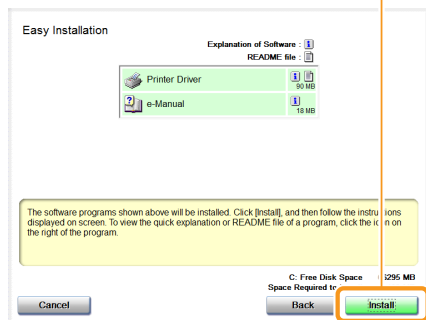 Easy Installation
Explanation of Software :
README file :
Printer Driver
90 MB
e-Manual
18 MB
The software programs shown above will be installed. Click [Install], and then follow the instructions
displayed on screen. To view the quick explanation or README file of a program, click the icon on
the right of the program.
C: Free Disk Space 6295 MB
Space Required to
Cancel
Back
Install